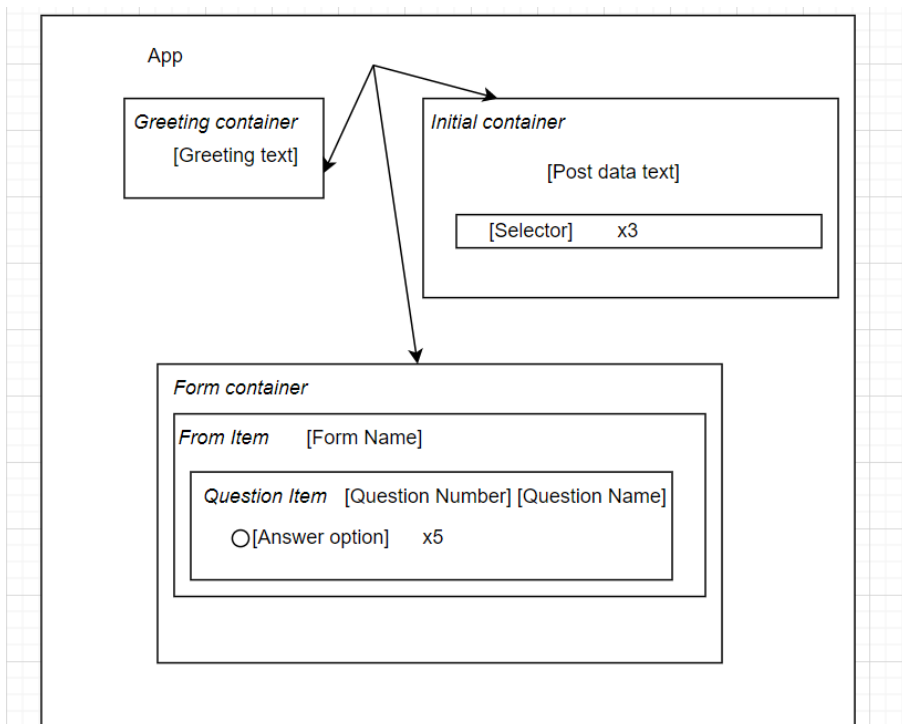 App
Greeting container
[Greeting text]
Initial container
[Post data text]
[Selector] x3
Form container
From Item [Form Name]
Question Item [Question Number] [Question Name]
[Answer option] x5